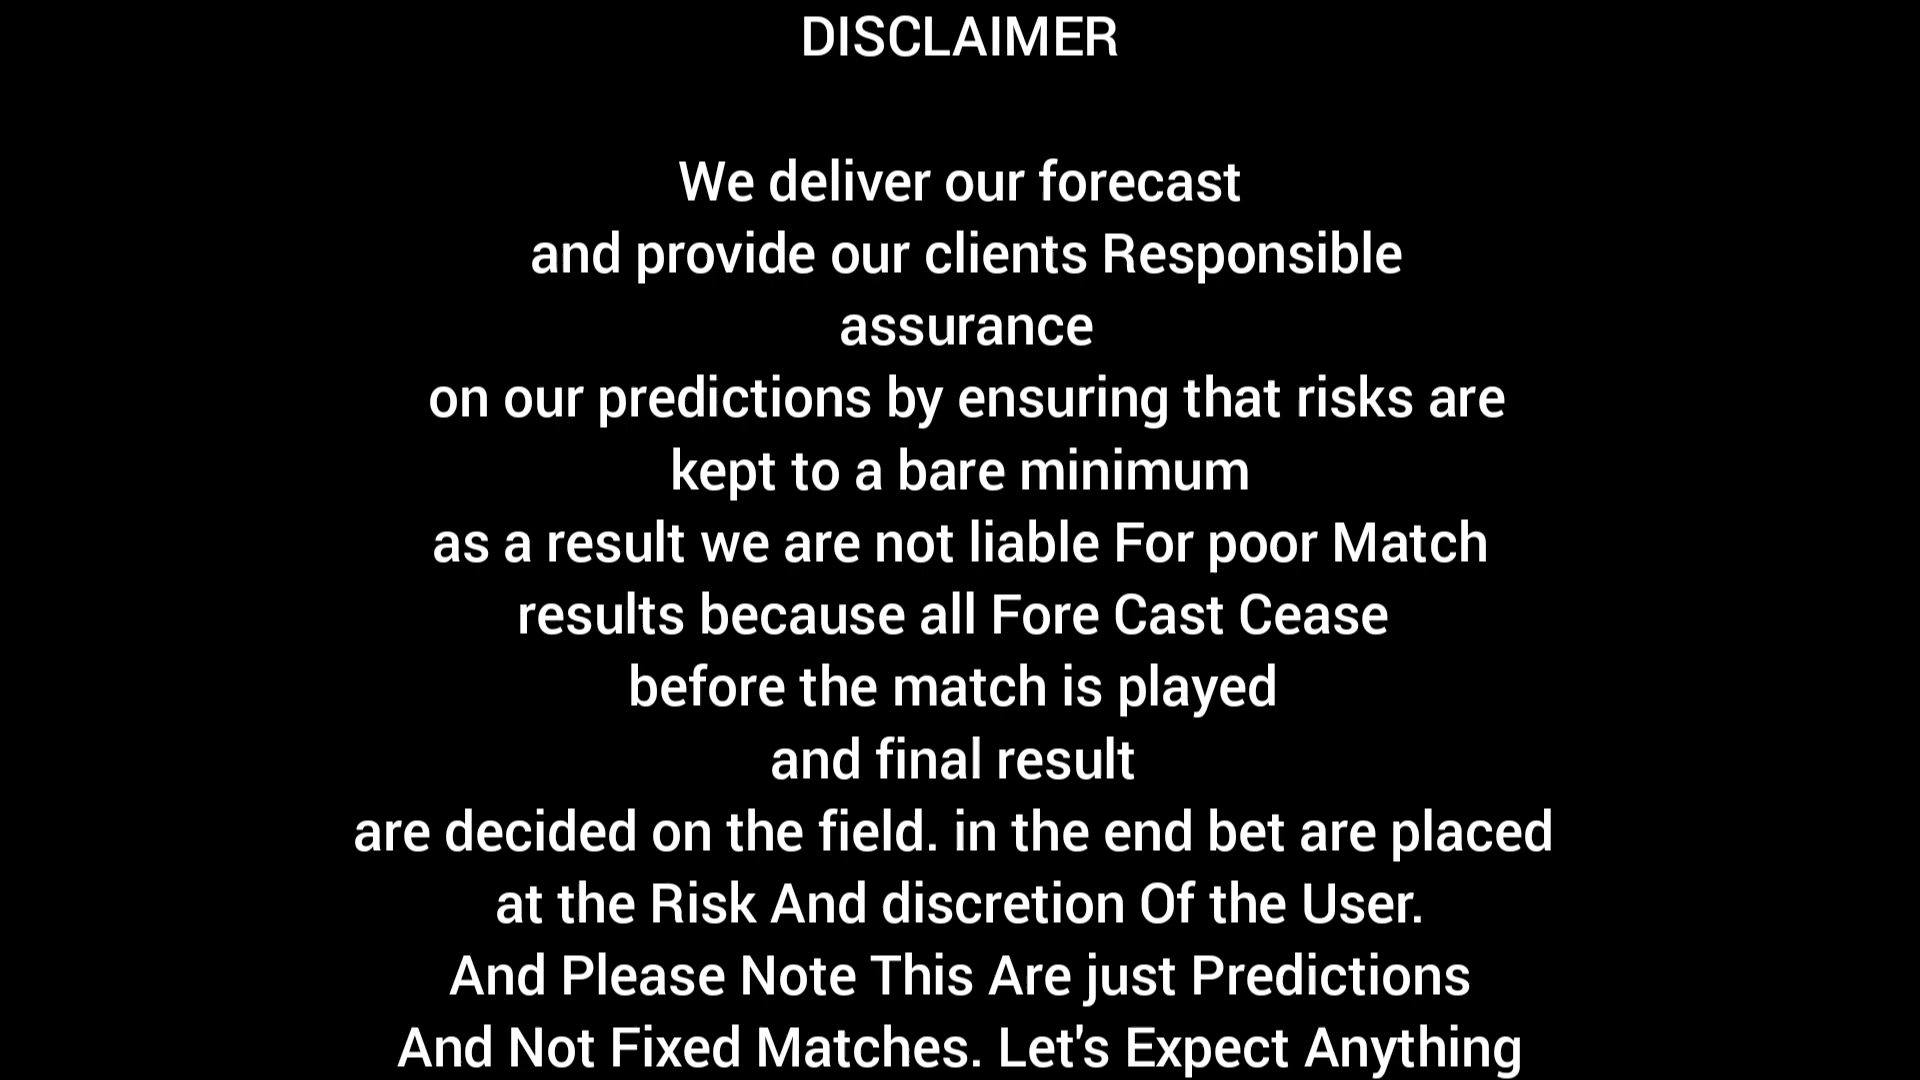 DISCLAIMER
We deliver our forecast
and provide our clients Responsible
assurance
on our predictions by ensuring that risks are
kept to a bare minimum
as a result we are not liable For poor Match
results because all Fore Cast Cease
before the match is played
and final result
are decided on the field. in the end bet are placed
at the Risk And discretion Of the User.
And Please Note This Are just Predictions
And Not Fixed Matches. Let's Expect Anything